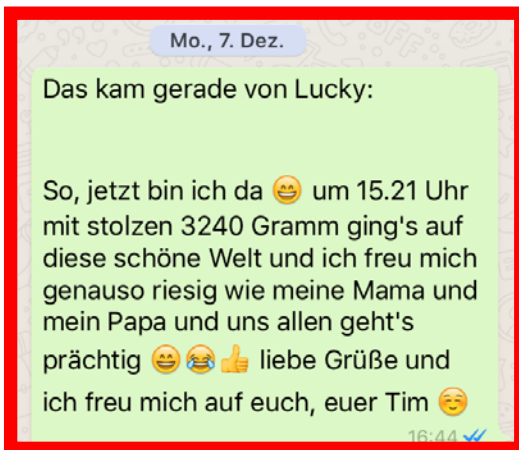 Mo., 7. Dez.
Das kam gerade von Lucky:
So, jetzt bin ich da 😄 um 15.21 Uhr
mit stolzen 3240 Gramm ging's auf
diese schöne Welt und ich freu mich
genauso riesig wie meine Mama und
mein Papa und uns allen geht's
prächtig 😄😂👍 liebe Grüße und
ich freu mich auf euch, euer Tim ☺️
16:44